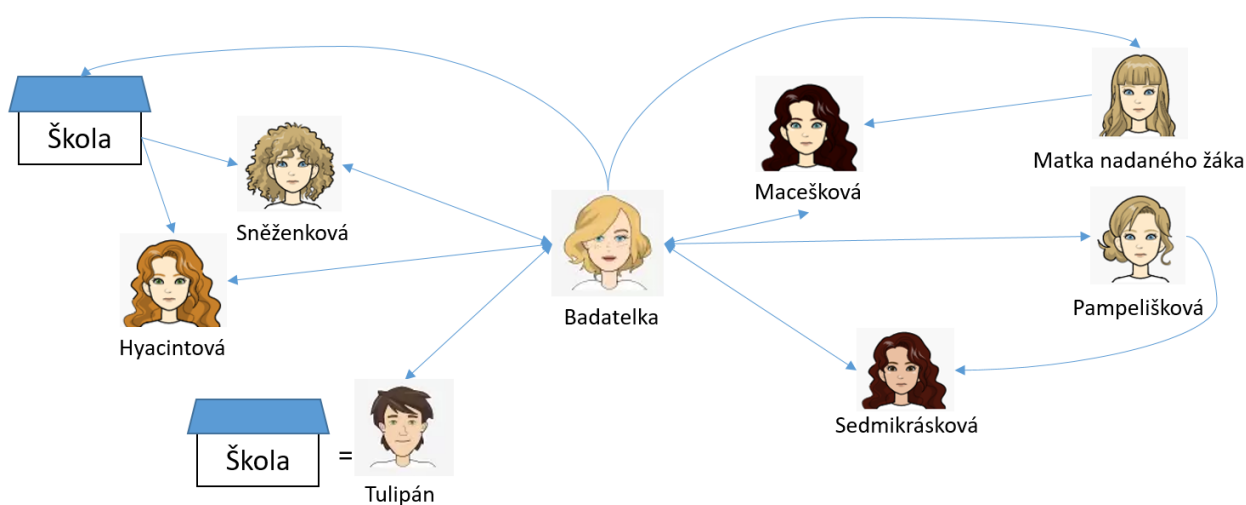 Škola
Sněženková
Hyacintová
Badatelka
Macešková
Matka nadaného žáka
Pampelišková
Sedmikrásková
Škola
=
Tulipán